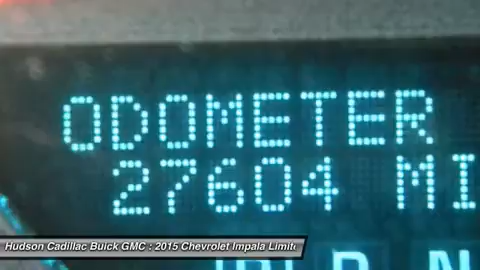 ODOMETER
27604 MI
Hudson Cadillac Buick GMC : 2015 Chevrolet Impala Limit